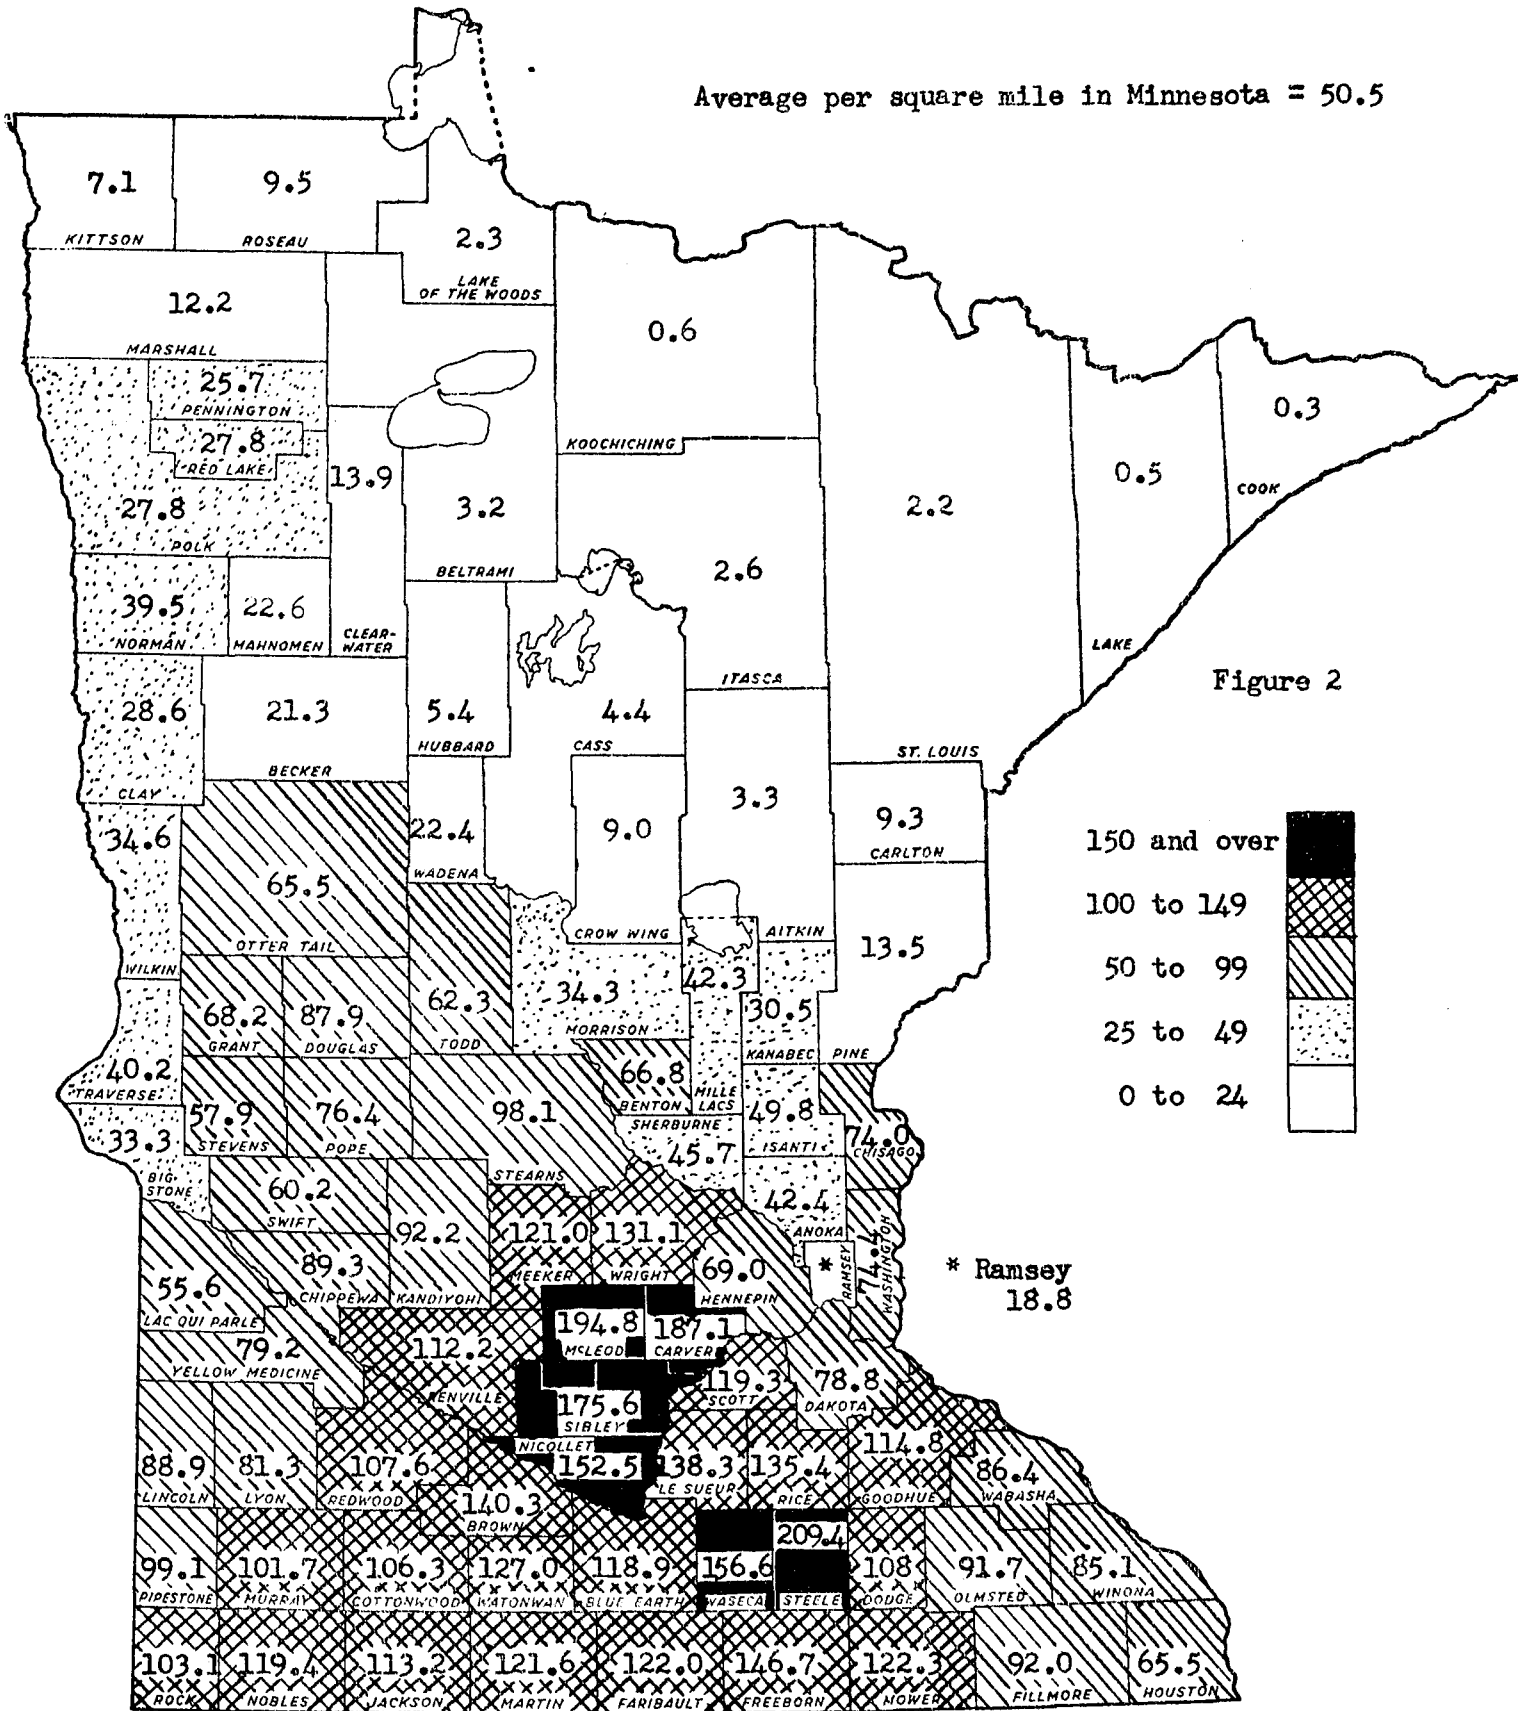 Average per square mile in Minnesota = 50.5
7.1
KITTSON
9.5
ROSEAU
2.3
LAKE
OF THE WOODS
12.2
MARSHALL
0.6
KOOCHICHING
25.7
PENNINGTON
27.8
RED LAKE
27.8
POLK
13.9
CLEAR-
WATER
3.2
BELTRAMI
2.2
ST. LOUIS
0.5
LAKE
0.3
COOK
2.6
ITASCA
39.5
NORMAN
22.6
MAHNOMEN
28.6
CLAY
21.3
BECKER
5.4
HUBBARD
4.4
CASS
Figure 2
34.6
WILKIN
65.5
OTTER TAIL
22.4
WADENA
9.0
CROW WING
3.3
AITKIN
9.3
CARLTON
13.5
PINE
150 and over
100 to 149
50 to 99
25 to 49
0 to 24
68.2
GRANT
87.9
DOUGLAS
62.3
TODD
34.3
MORRISON
42.3
MILLE
LACS
30.5
KANABEC
40.2
TRAVERSE
57.9
STEVENS
76.4
POPE
98.1
STEARNS
66.8
BENTON
SHERBURNE
45.7
49.8
ISANTI
74.0
CHISAGO
33.3
BIG
STONE
60.2
SWIFT
92.2
KANDIYOHI
121.0
MEEKER
131.1
WRIGHT
42.4
ANOKA
69.0
HENNEPIN
*
RAMSEY
74.4
WASHINGTON
* Ramsey
18.8
55.6
LAC QUI PARLE
89.3
CHIPPEWA
79.2
YELLOW MEDICINE
112.2
RENVILLE
194.8
McLEOD
187.1
CARVER
119.3
SCOTT
78.8
DAKOTA
175.6
SIBLEY
NICOLLET
152.5
88.9
LINCOLN
81.3
LYON
107.6
REDWOOD
140.3
BROWN
138.3
LE SUEUR
135.4
RICE
114.8
GOODHUE
86.4
WABASHA
99.1
PIPESTONE
101.7
MURRAY
106.3
COTTONWOOD
127.0
WATONWAN
118.9
BLUE EARTH
156.6
WASECA
209.4
STEELE
108
DODGE
91.7
OLMSTED
85.1
WINONA
103.1
ROCK
119.4
NOBLES
113.2
JACKSON
121.6
MARTIN
122.0
FARIBAULT
146.7
FREEBORN
122.3
MOWER
92.0
FILLMORE
65.5
HOUSTON